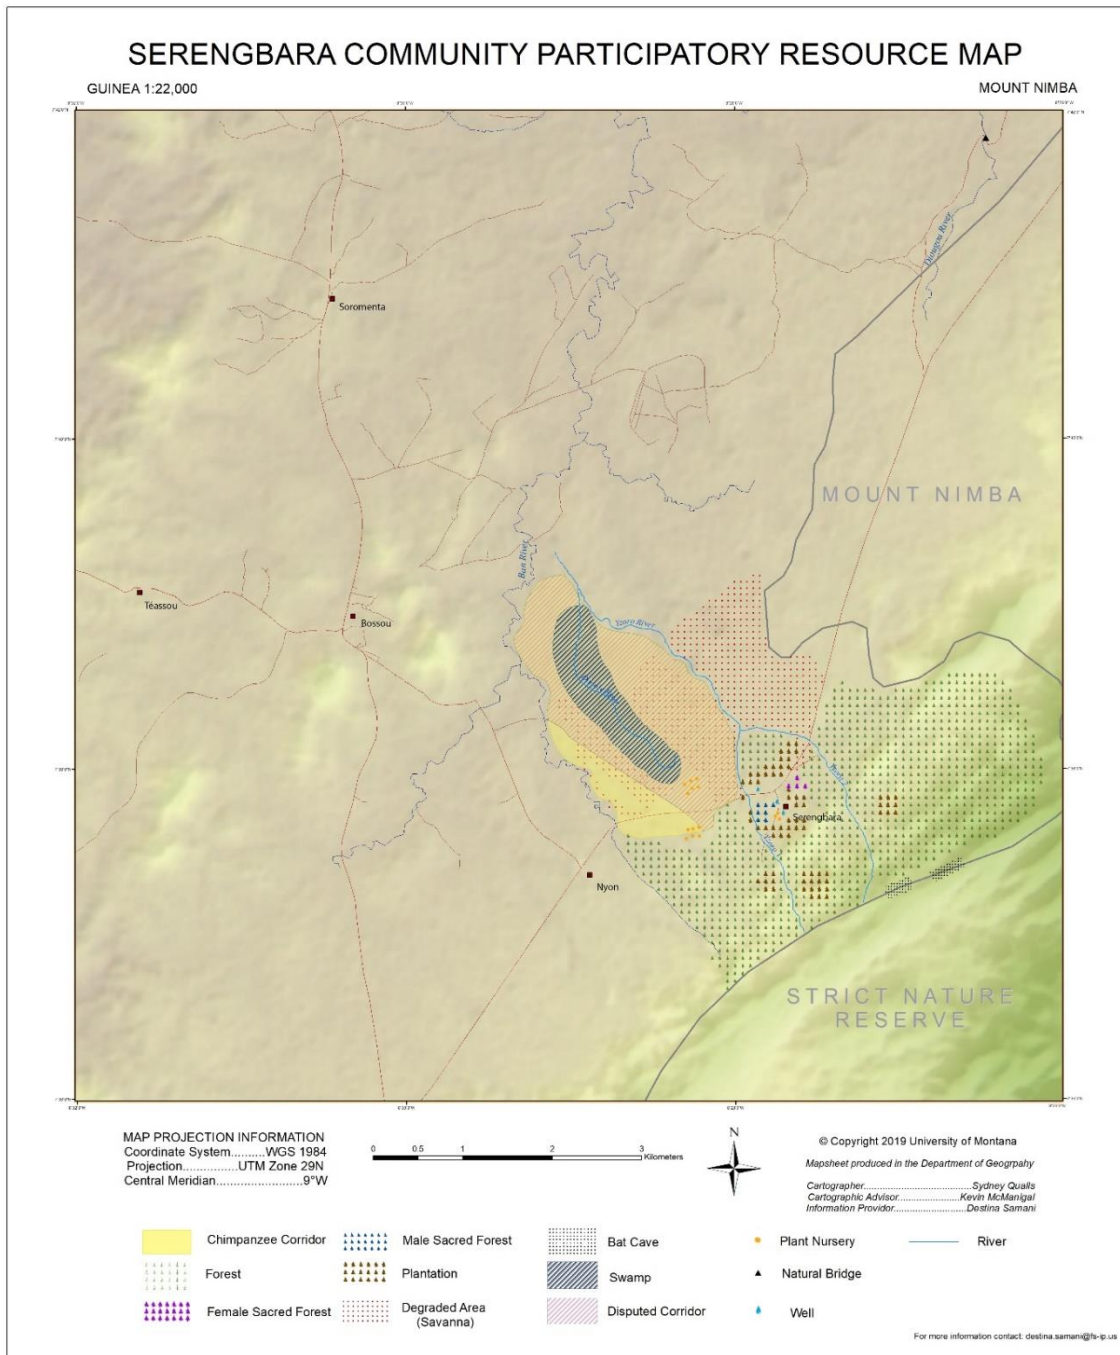 SERENGBARA COMMUNITY PARTICIPATORY RESOURCE MAP
GUINEA 1:22,000
MOUNT NIMBA
Dianagou River
Soromenta
MOUNT NIMBA
Ban River
Téassou
Bossou
Yanro River
Serengbara
Nyon
STRICT NATURE
RESERVE
MAP PROJECTION INFORMATION
Coordinate System..........WGS 1984
Projection................UTM Zone 29N
Central Meridian........................9°W
0 0.5 1 2 3
Kilometers
N
© Copyright 2019 University of Montana
Mapsheet produced in the Department of Geogrpahy
Cartographer........................................Sydney Qualls
Cartographic Advisor.......................Kevin McManigal
Information Providor..........................Destina Samani
Chimpanzee Corridor
Male Sacred Forest
Bat Cave
Plant Nursery
River
Forest
Plantation
Swamp
Natural Bridge
Female Sacred Forest
Degraded Area
(Savanna)
Disputed Corridor
Well
For more information contact: destina.samani@fs-ip.us